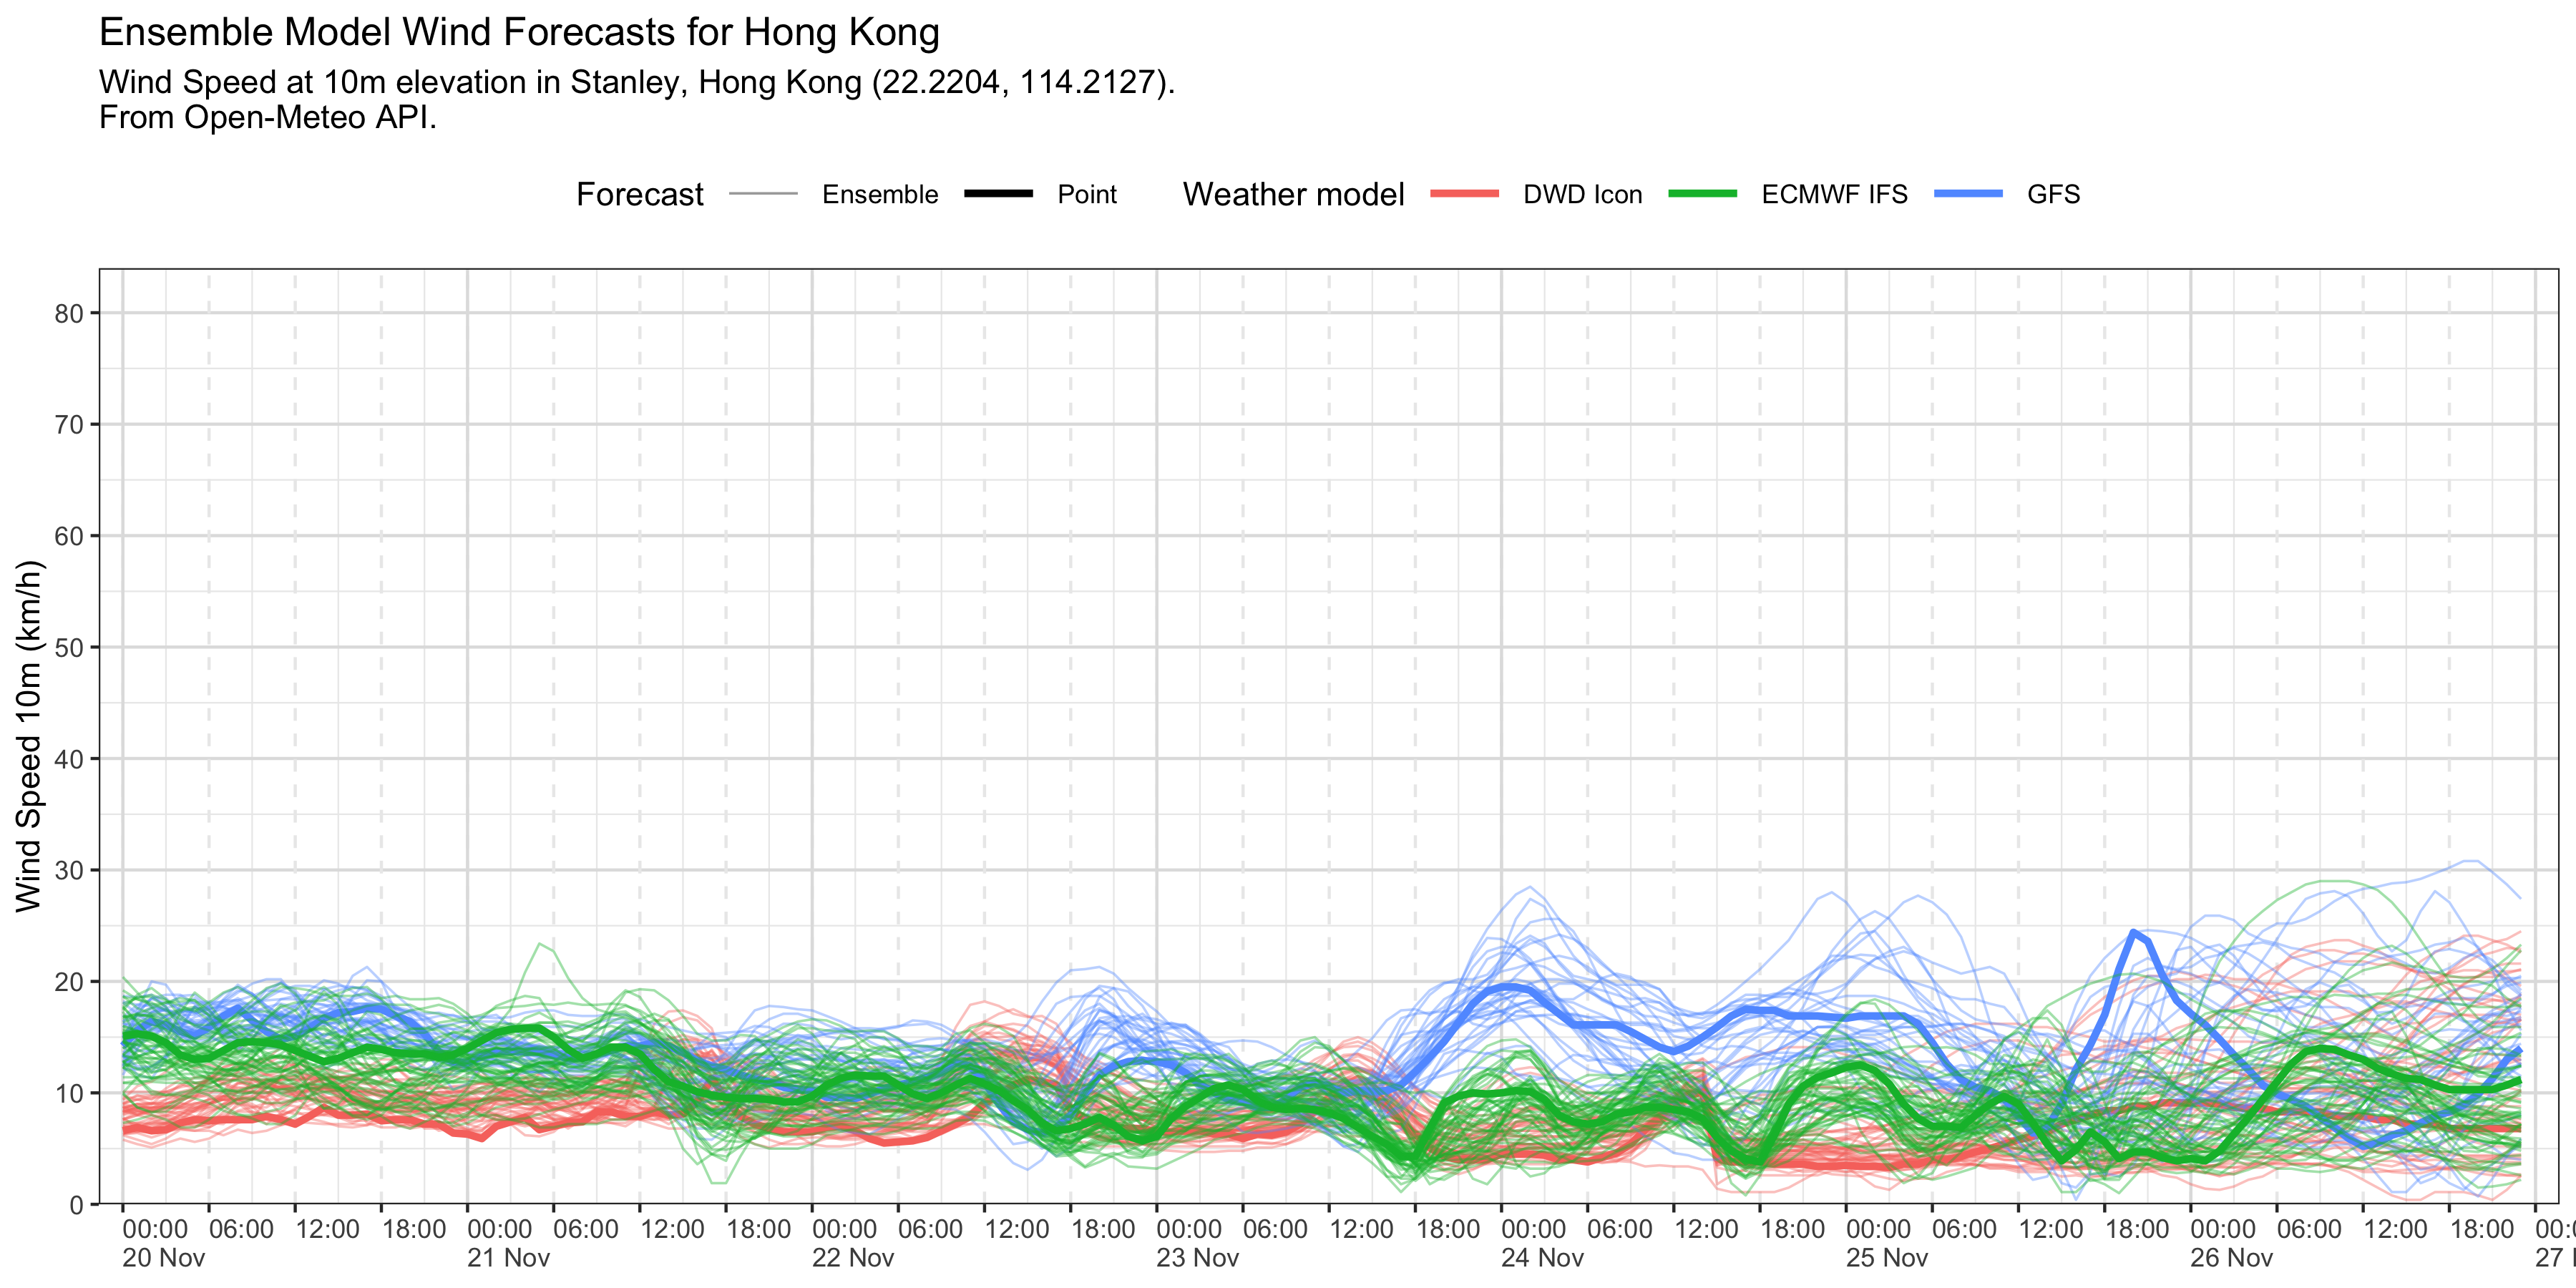 Ensemble Model Wind Forecasts for Hong Kong
Wind Speed at 10m elevation in Stanley, Hong Kong (22.2204, 114.2127).
From Open-Meteo API.
Forecast Ensemble Point Weather model DWD Icon ECMWF IFS GFS
Wind Speed 10m (km/h)
80
70
60
50
40
30
20
10
0
00:00 06:00 12:00 18:00 00:00 06:00 12:00 18:00 00:00 06:00 12:00 18:00 00:00 06:00 12:00 18:00 00:00 06:00 12:00 18:00 00:00 06:00 12:00 18:00 00:00 06:00 12:00 18:00
20 Nov 21 Nov 22 Nov 23 Nov 24 Nov 25 Nov 26 Nov 27